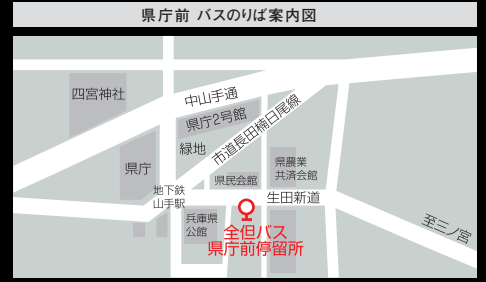 県庁前 バスのりば案内図
四宮神社
中山手通
県庁2号館
市道長田楠日尾線
緑地
県庁
県農業
共済会館
県民会館
地下鉄
山手駅
生田新道
兵庫県
公館
全但バス
県庁前停留所
至三ノ宮